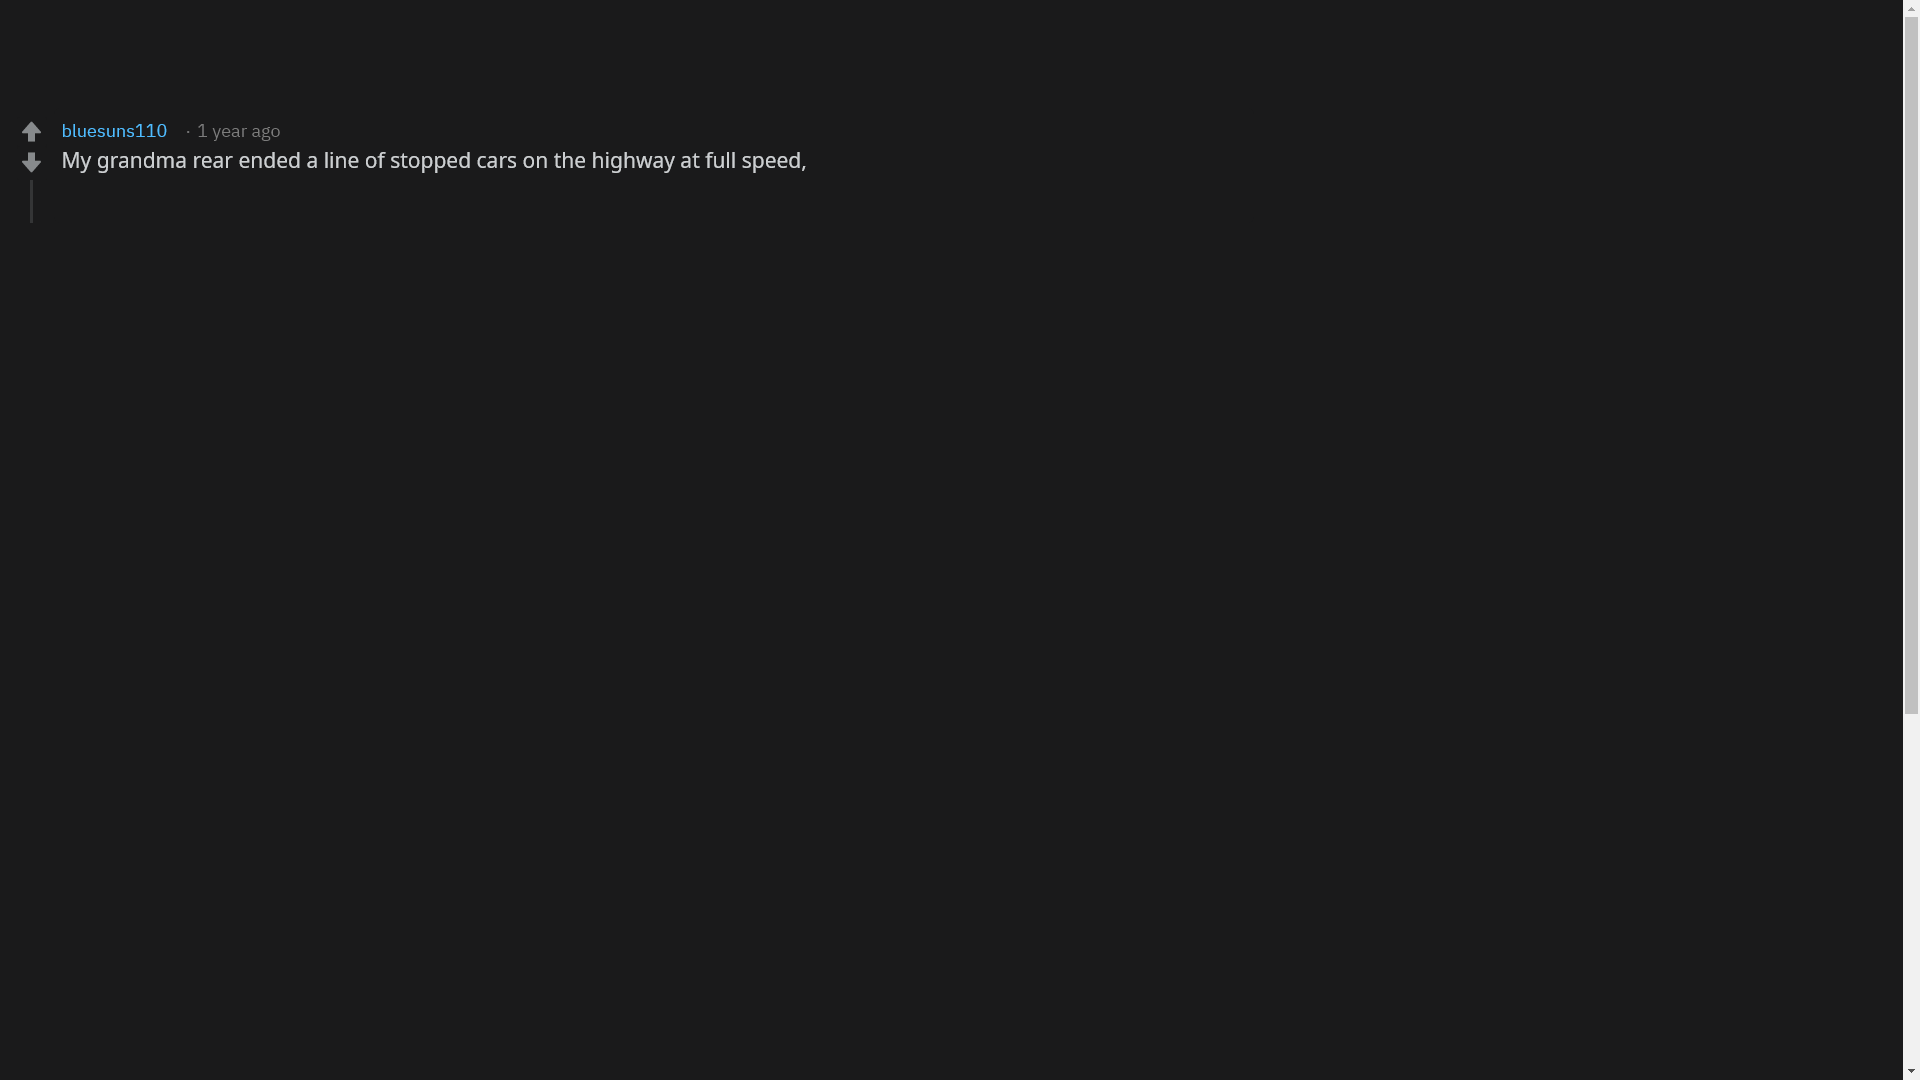 bluesuns110 · 1 year ago
My grandma rear ended a line of stopped cars on the highway at full speed,